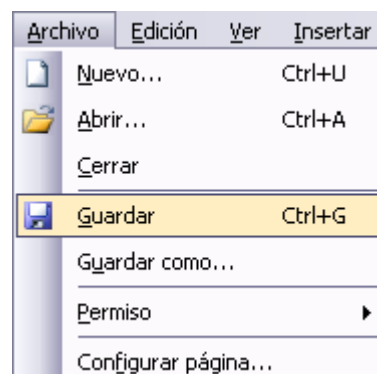 Archivo Edición Ver Insertar
Nuevo... Ctrl+U
Abrir... Ctrl+A
Cerrar
Guardar Ctrl+G
Guardar como...
Permiso
Configurar página...